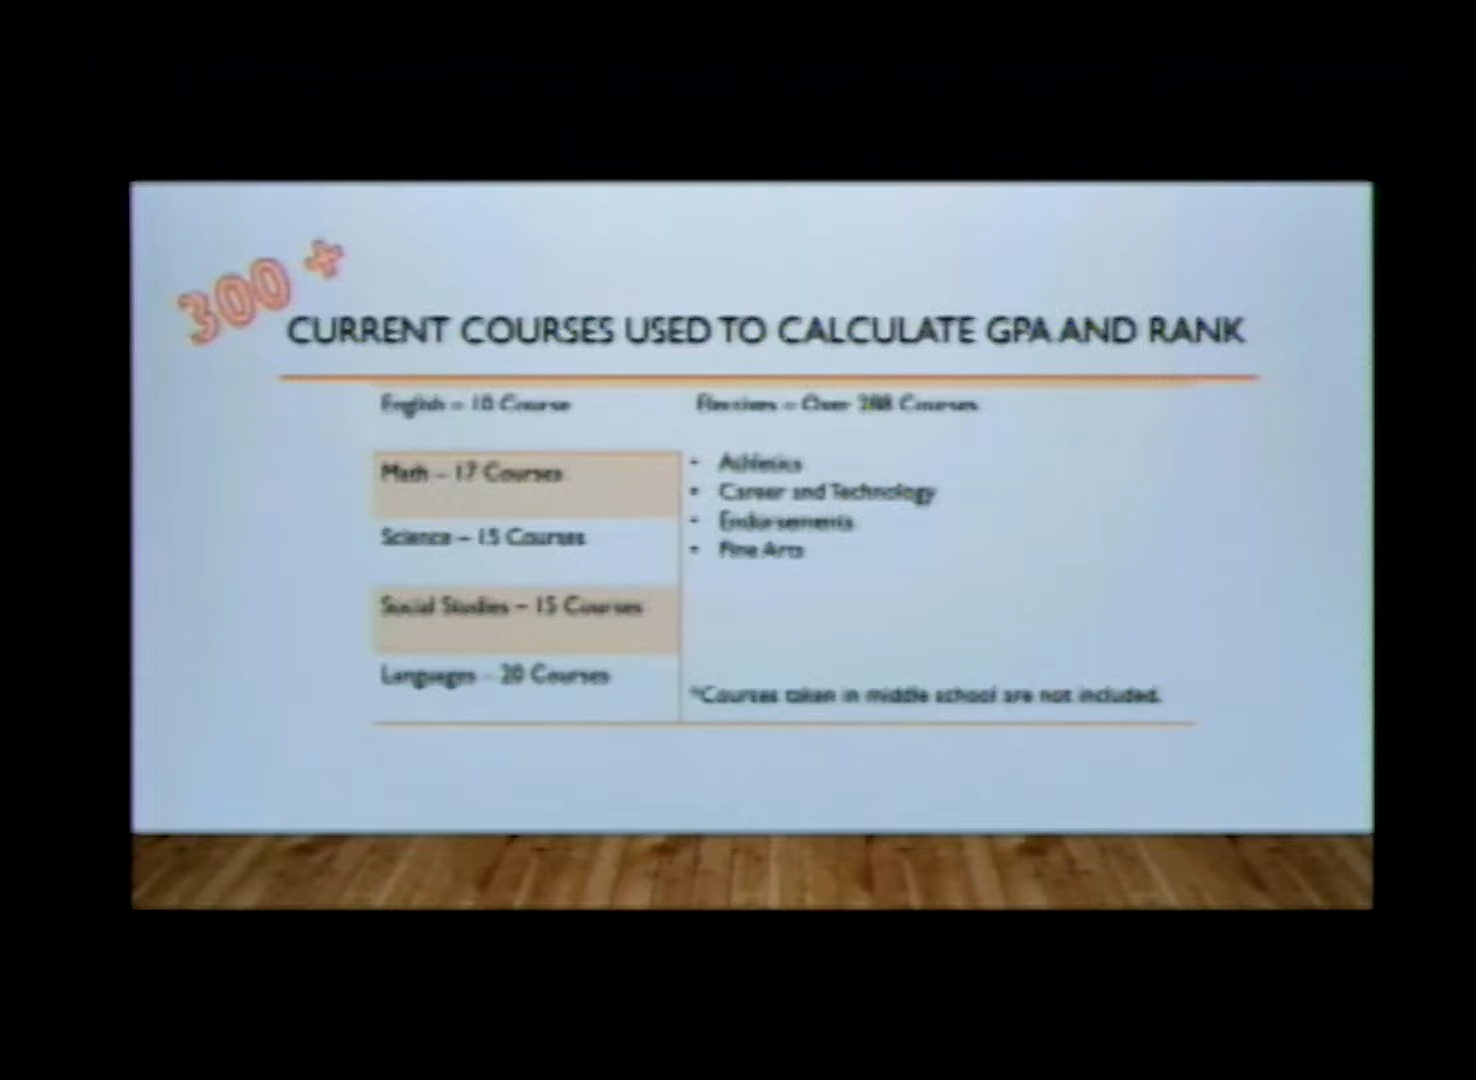 300 +
CURRENT COURSES USED TO CALCULATE GPA AND RANK
English – 10 Course
Math – 17 Courses
Science – 15 Courses
Social Studies – 15 Courses
Languages – 20 Courses
Electives – Over Courses
• Athletics
• Career and Technology
• Endorsements
• Fine Arts
*Courses taken in middle school are not included.